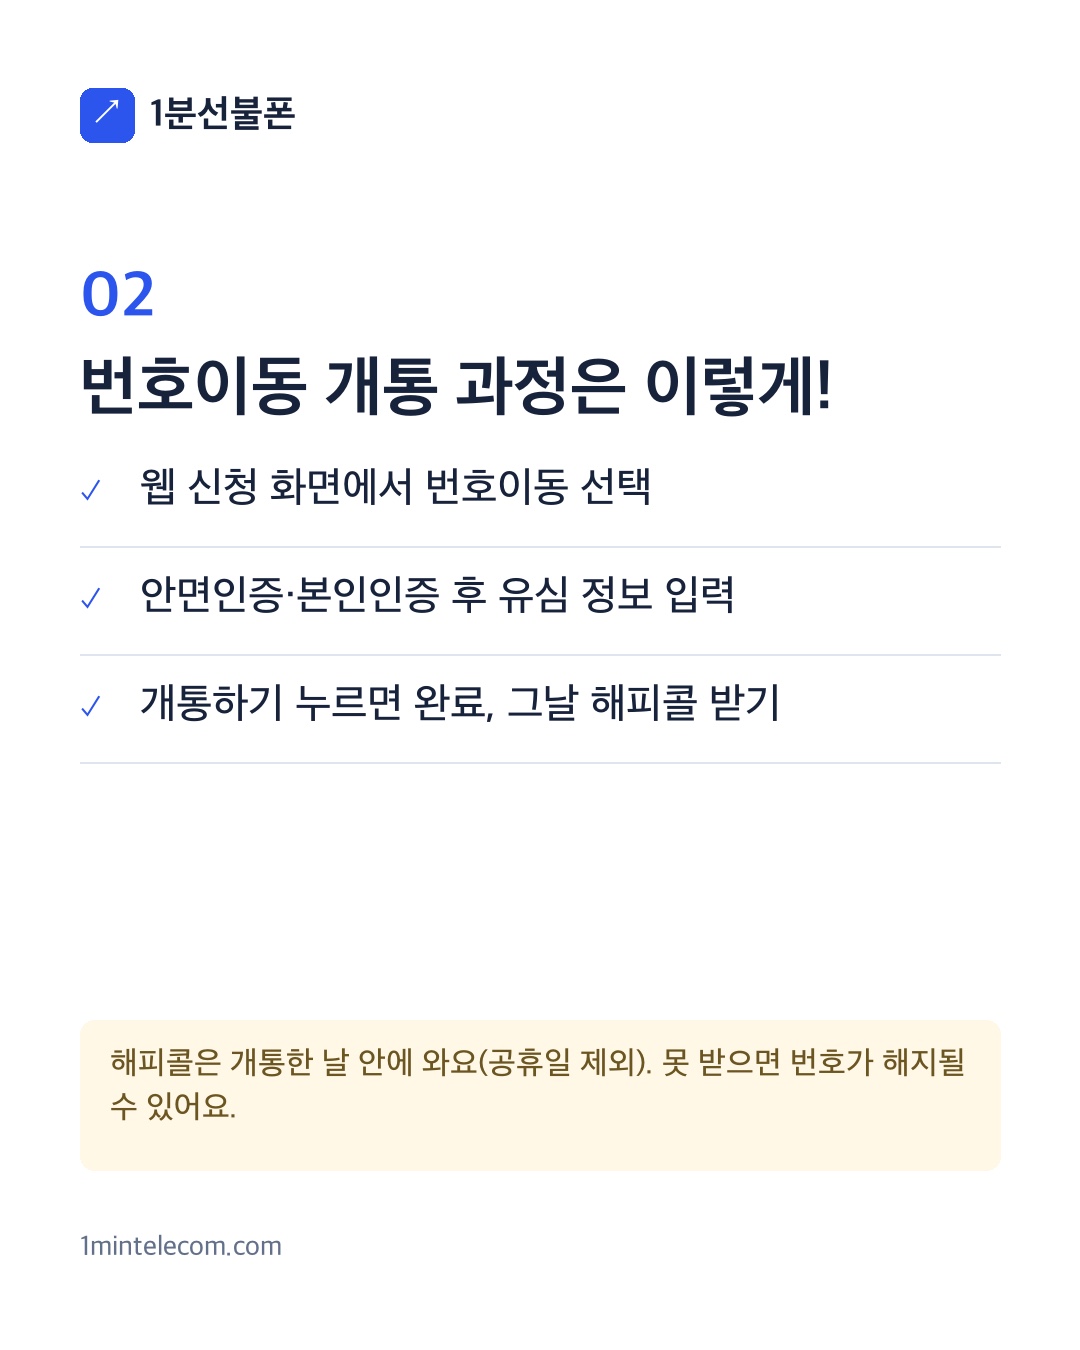 1분선불폰
02
번호이동 개통 과정은 이렇게!
✓ 웹 신청 화면에서 번호이동 선택
✓ 안면인증·본인인증 후 유심 정보 입력
✓ 개통하기 누르면 완료, 그날 해피콜 받기
해피콜은 개통한 날 안에 와요(공휴일 제외). 못 받으면 번호가 해지될
수 있어요.
1mintelecom.com